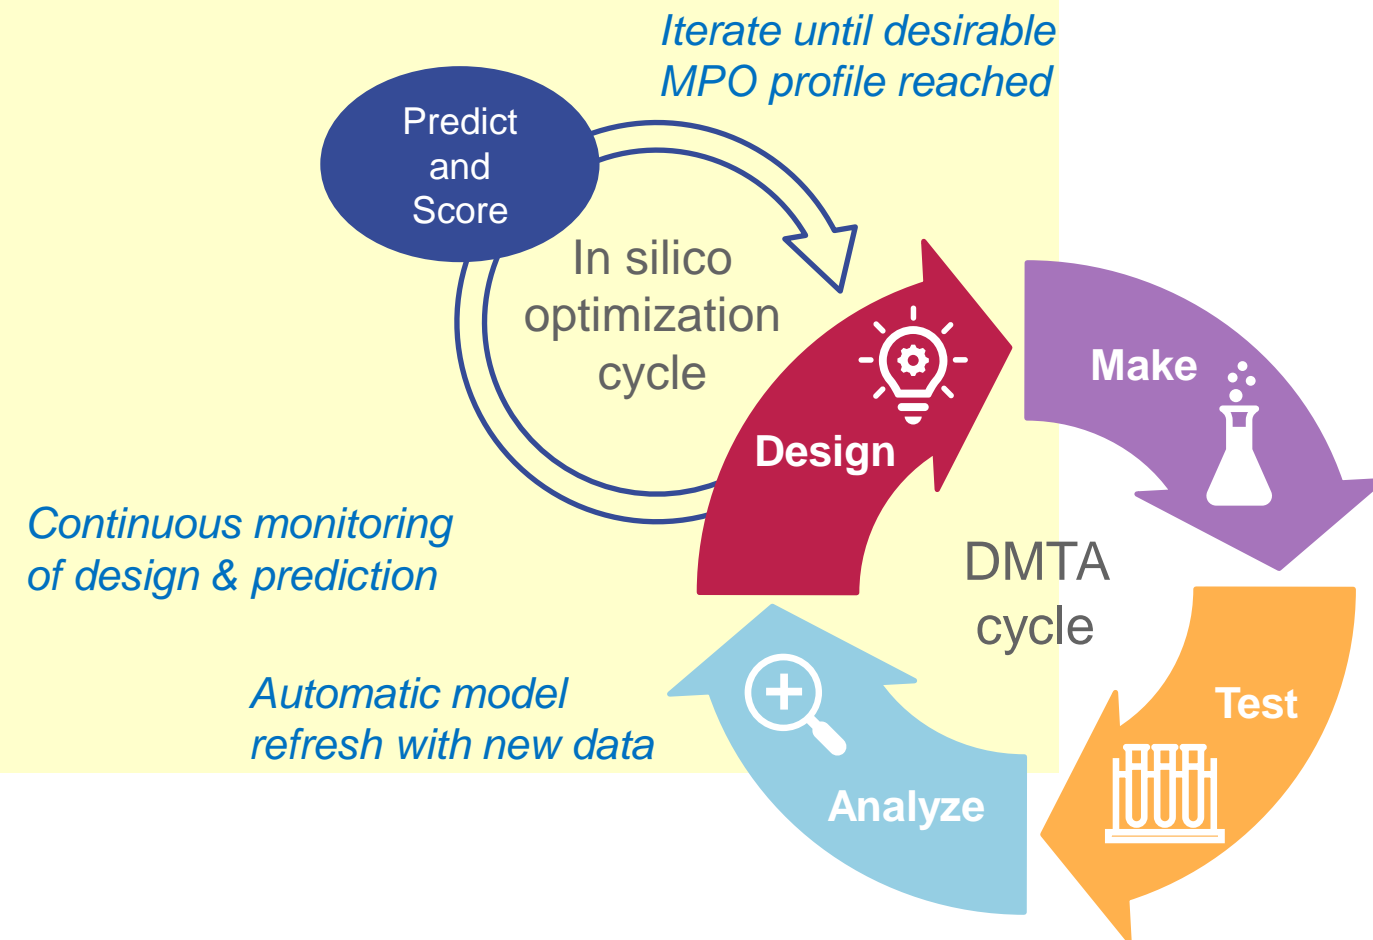 Iterate until desirable
MPO profile reached
Predict
and
Score
In silico
optimization
cycle
Make
Design
Continuous monitoring
of design & prediction
DMTA
cycle
Automatic model
refresh with new data
Test
Analyze